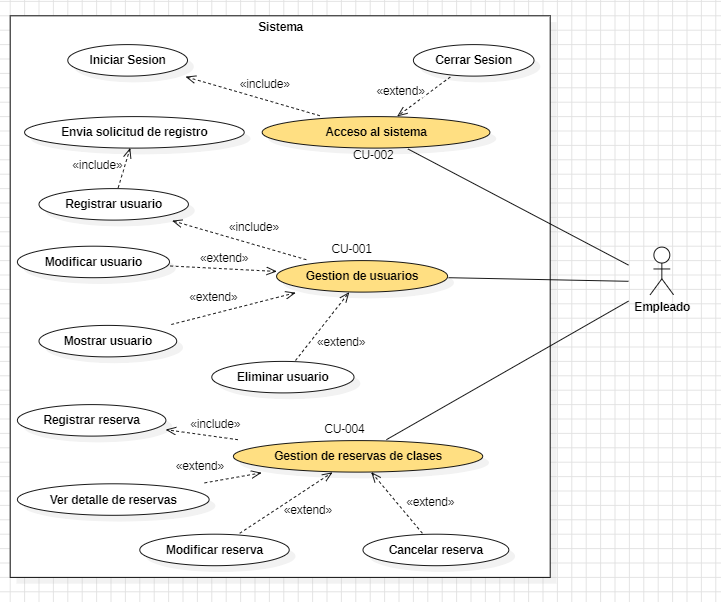 Sistema
Iniciar Sesion
Cerrar Sesion
«include»
«extend»
Envia solicitud de registro
Acceso al sistema
CU-002
«include»
Registrar usuario
«include»
CU-001
Modificar usuario
«extend»
Gestion de usuarios
«extend»
Empleado
Mostrar usuario
«extend»
Eliminar usuario
Registrar reserva
«include»
CU-004
Gestion de reservas de clases
«extend»
Ver detalle de reservas
«extend»
«extend»
Modificar reserva
Cancelar reserva